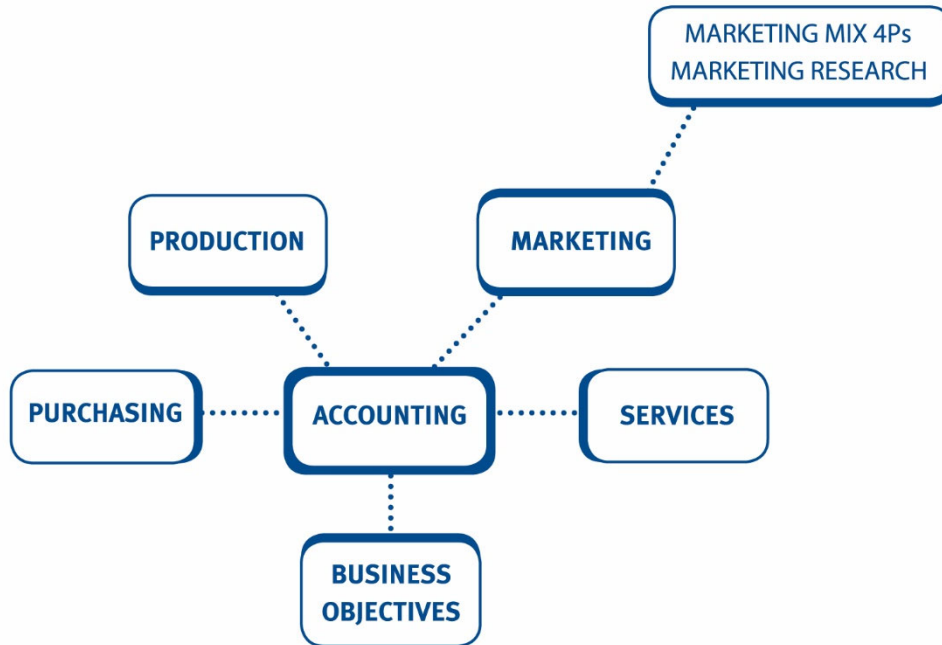 MARKETING MIX 4Ps
MARKETING RESEARCH
PRODUCTION
MARKETING
PURCHASING
ACCOUNTING
SERVICES
BUSINESS
OBJECTIVES